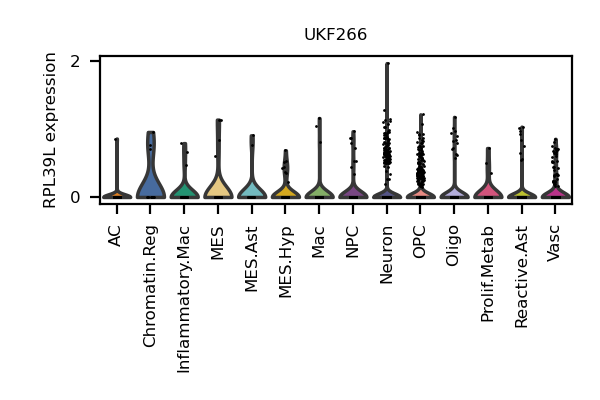 UKF266
RPL39L expression
2
0
AC
Chromatin.Reg
Inflammatory.Mac
MES
MES.Ast
MES.Hyp
Mac
NPC
Neuron
OPC
Oligo
Prolif.Metab
Reactive.Ast
Vasc